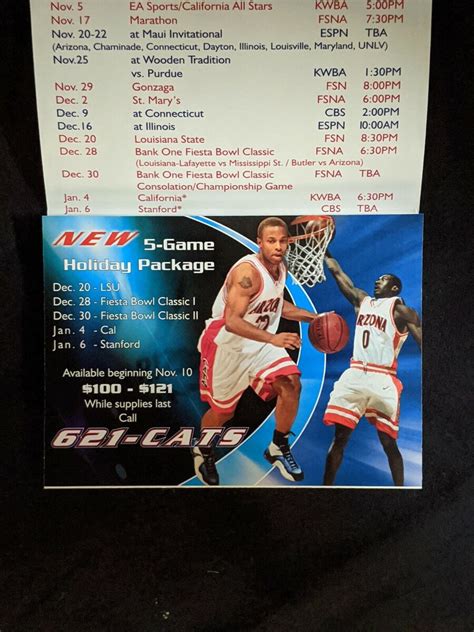 Nov. 5 EA Sports/California All Stars KWBA 5:00PM
Nov. 17 Marathon FSNA 7:30PM
Nov. 20-22 at Maui Invitational ESPN TBA
(Arizona, Chaminade, Connecticut, Dayton, Illinois, Louisville, Maryland, UNLV)
Nov.25 at Wooden Tradition
vs. Purdue KWBA 1:30PM
Nov. 29 Gonzaga FSN 8:00PM
Dec. 2 St. Mary's FSNA 6:00PM
Dec. 9 at Connecticut CBS 2:00PM
Dec.16 at Illinois ESPN 10:00AM
Dec. 20 Louisiana State FSN 8:30PM
Dec. 28 Bank One Fiesta Bowl Classic FSNA 6:30PM
(Louisiana-Lafayette vs Mississippi St. / Butler vs Arizona)
Dec. 30 Bank One Fiesta Bowl Classic FSNA TBA
Consolation/Championship Game
Jan. 4 California* KWBA 6:30PM
Jan. 6 Stanford* CBS TBA
NEW 5-Game
Holiday Package
Dec. 20 - LSU
Dec. 28 - Fiesta Bowl Classic I
Dec. 30 - Fiesta Bowl Classic II
Jan. 4 - Cal
Jan. 6 - Stanford
Available beginning Nov. 10
$100 - $121
While supplies last
Call
621-CATS
ARIZONA
22
ARIZONA
0